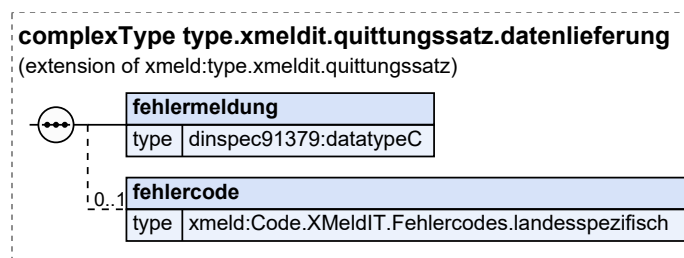 complexType type.xmeldit.quittungssatz.datenlieferung
(extension of xmeld:type.xmeldit.quittungssatz)
fehlermeldung
type dinspec91379:datatypeC
0..1 fehlercode
type xmeld:Code.XMeldIT.Fehlercodes.landesspezifisch